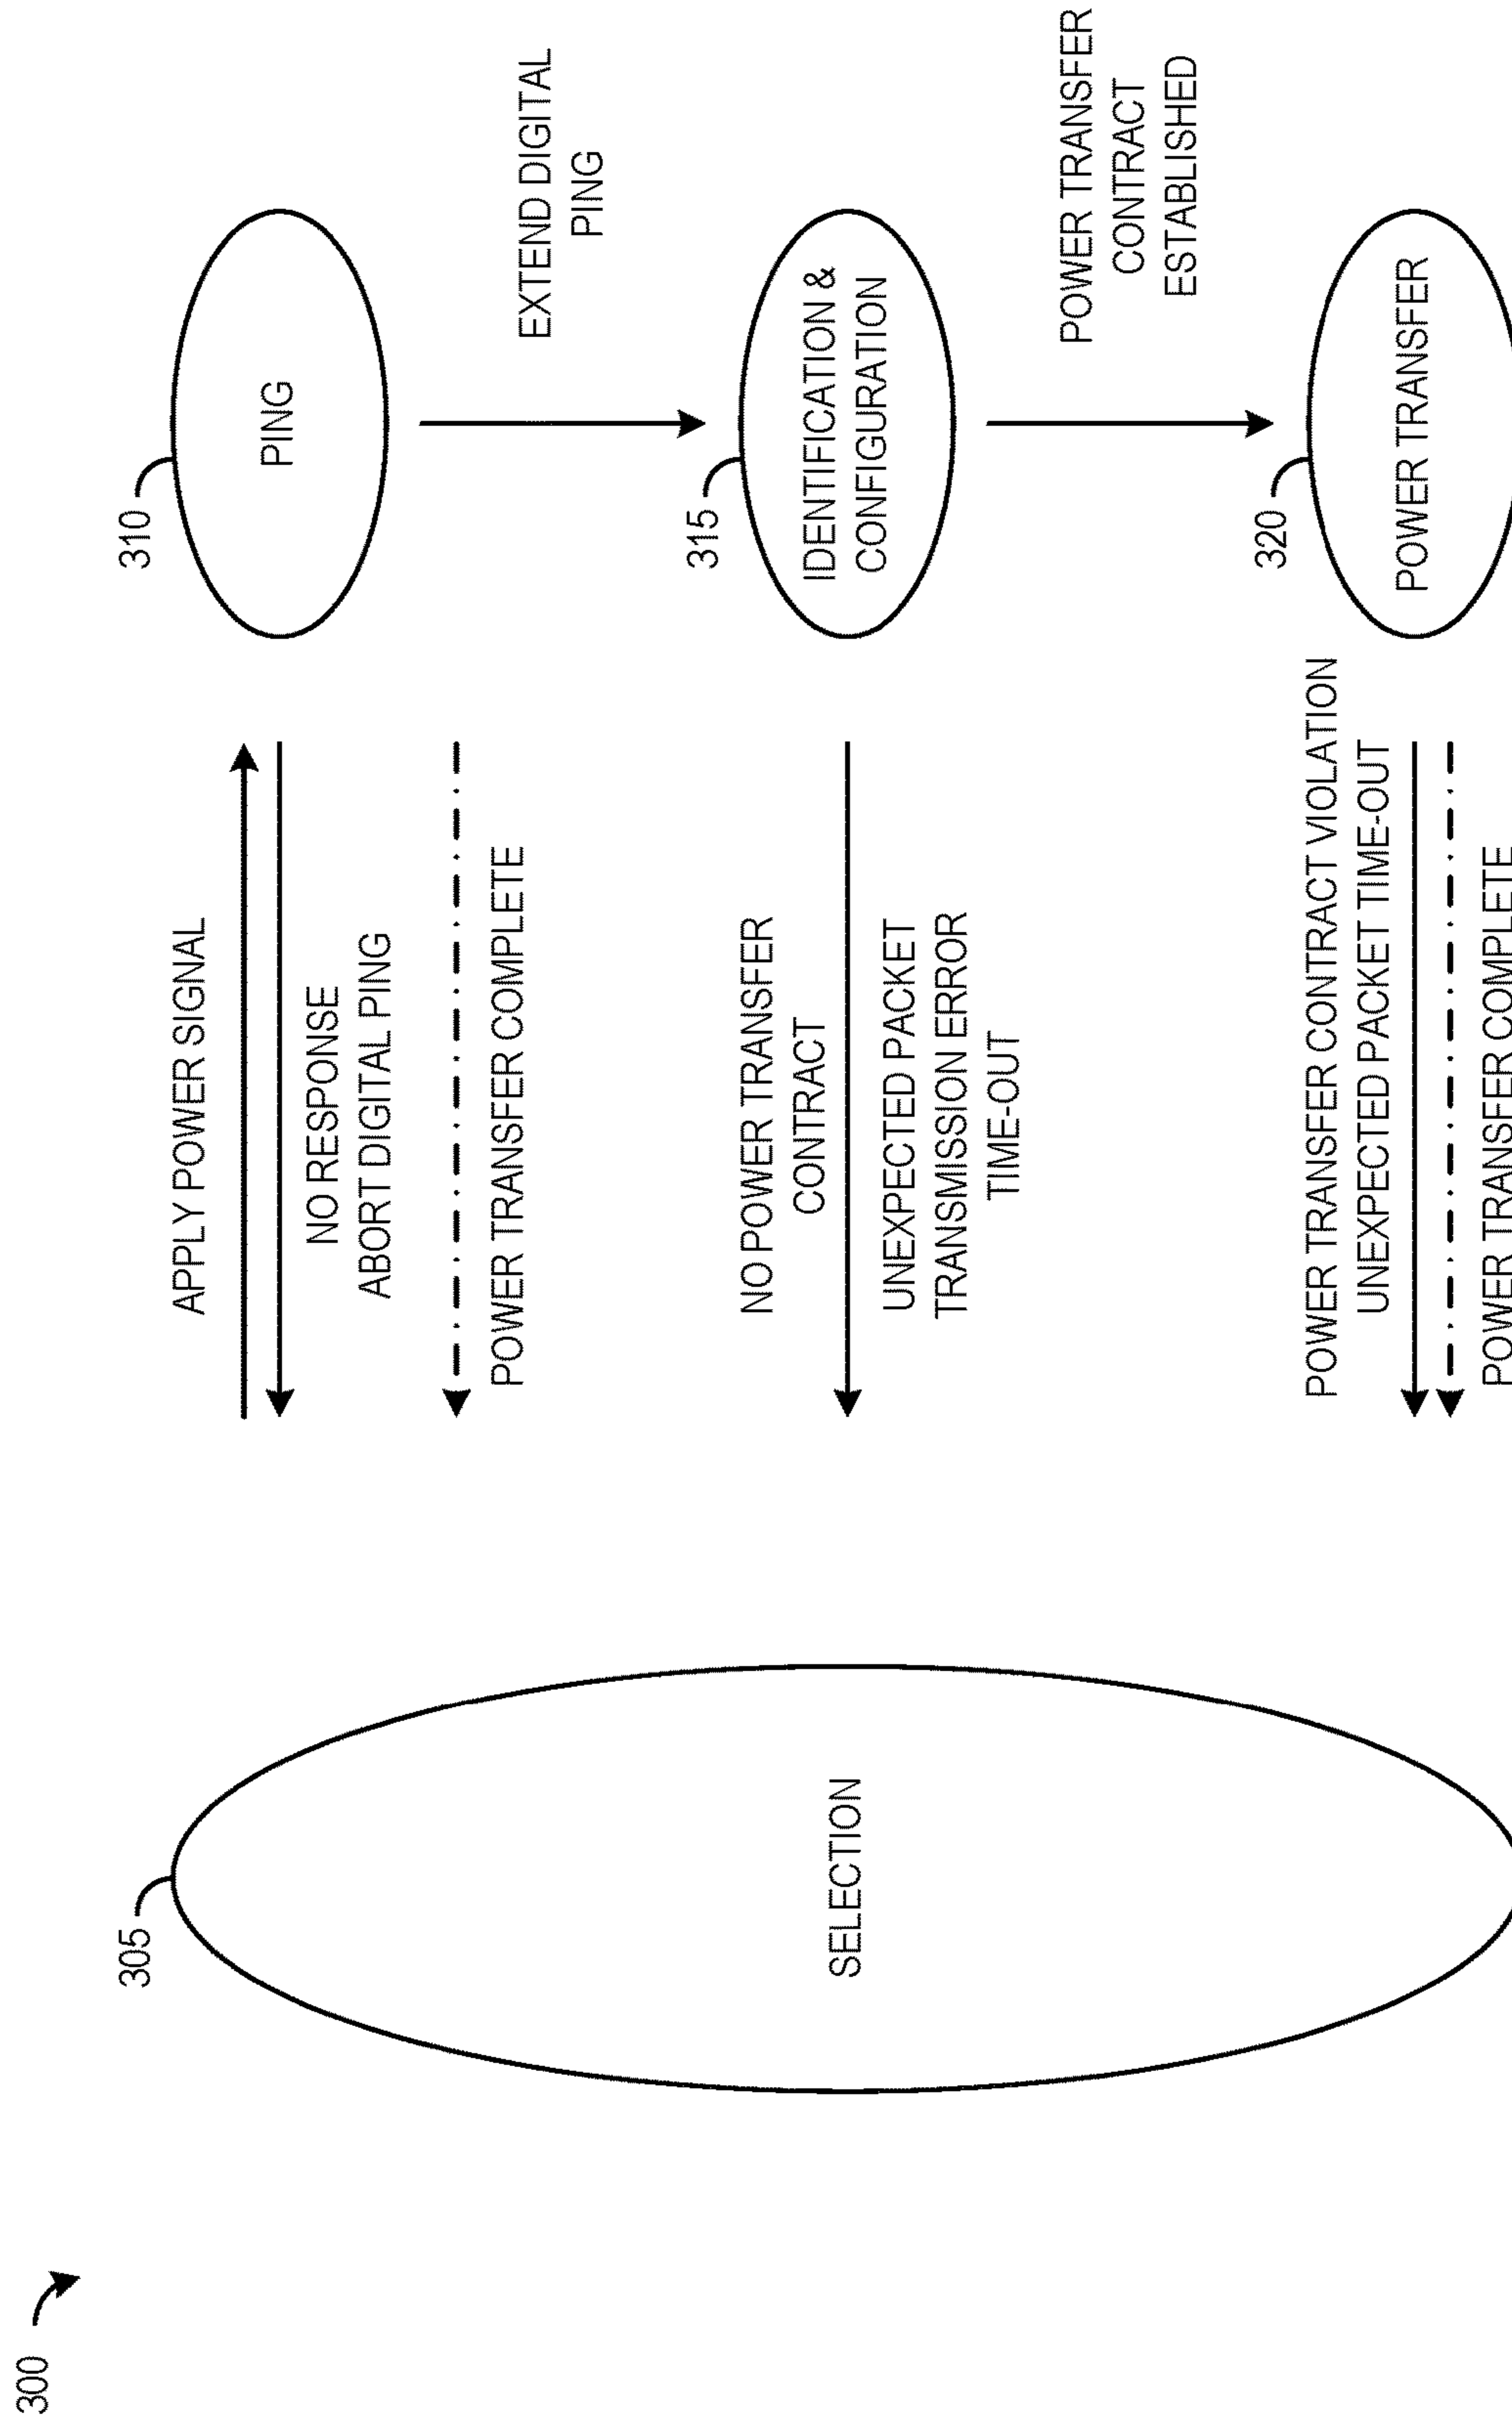 300
305
SELECTION
APPLY POWER SIGNAL
NO RESPONSE
ABORT DIGITAL PING
POWER TRANSFER COMPLETE
NO POWER TRANSFER
CONTRACT
UNEXPECTED PACKET
TRANSMISSION ERROR
TIME-OUT
POWER TRANSFER CONTRACT VIOLATION
UNEXPECTED PACKET TIME-OUT
POWER TRANSFER COMPLETE
310
PING
EXTEND DIGITAL
PING
315
IDENTIFICATION &
CONFIGURATION
POWER TRANSFER
CONTRACT
ESTABLISHED
320
POWER TRANSFER